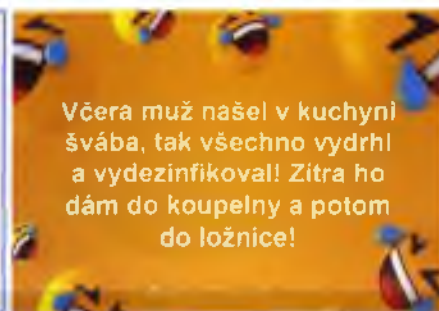 Včera muž našel v kuchyni
švába, tak všechno vydrhl
a vydezinfikoval! Zítra ho
dám do koupelny a potom
do ložnice!